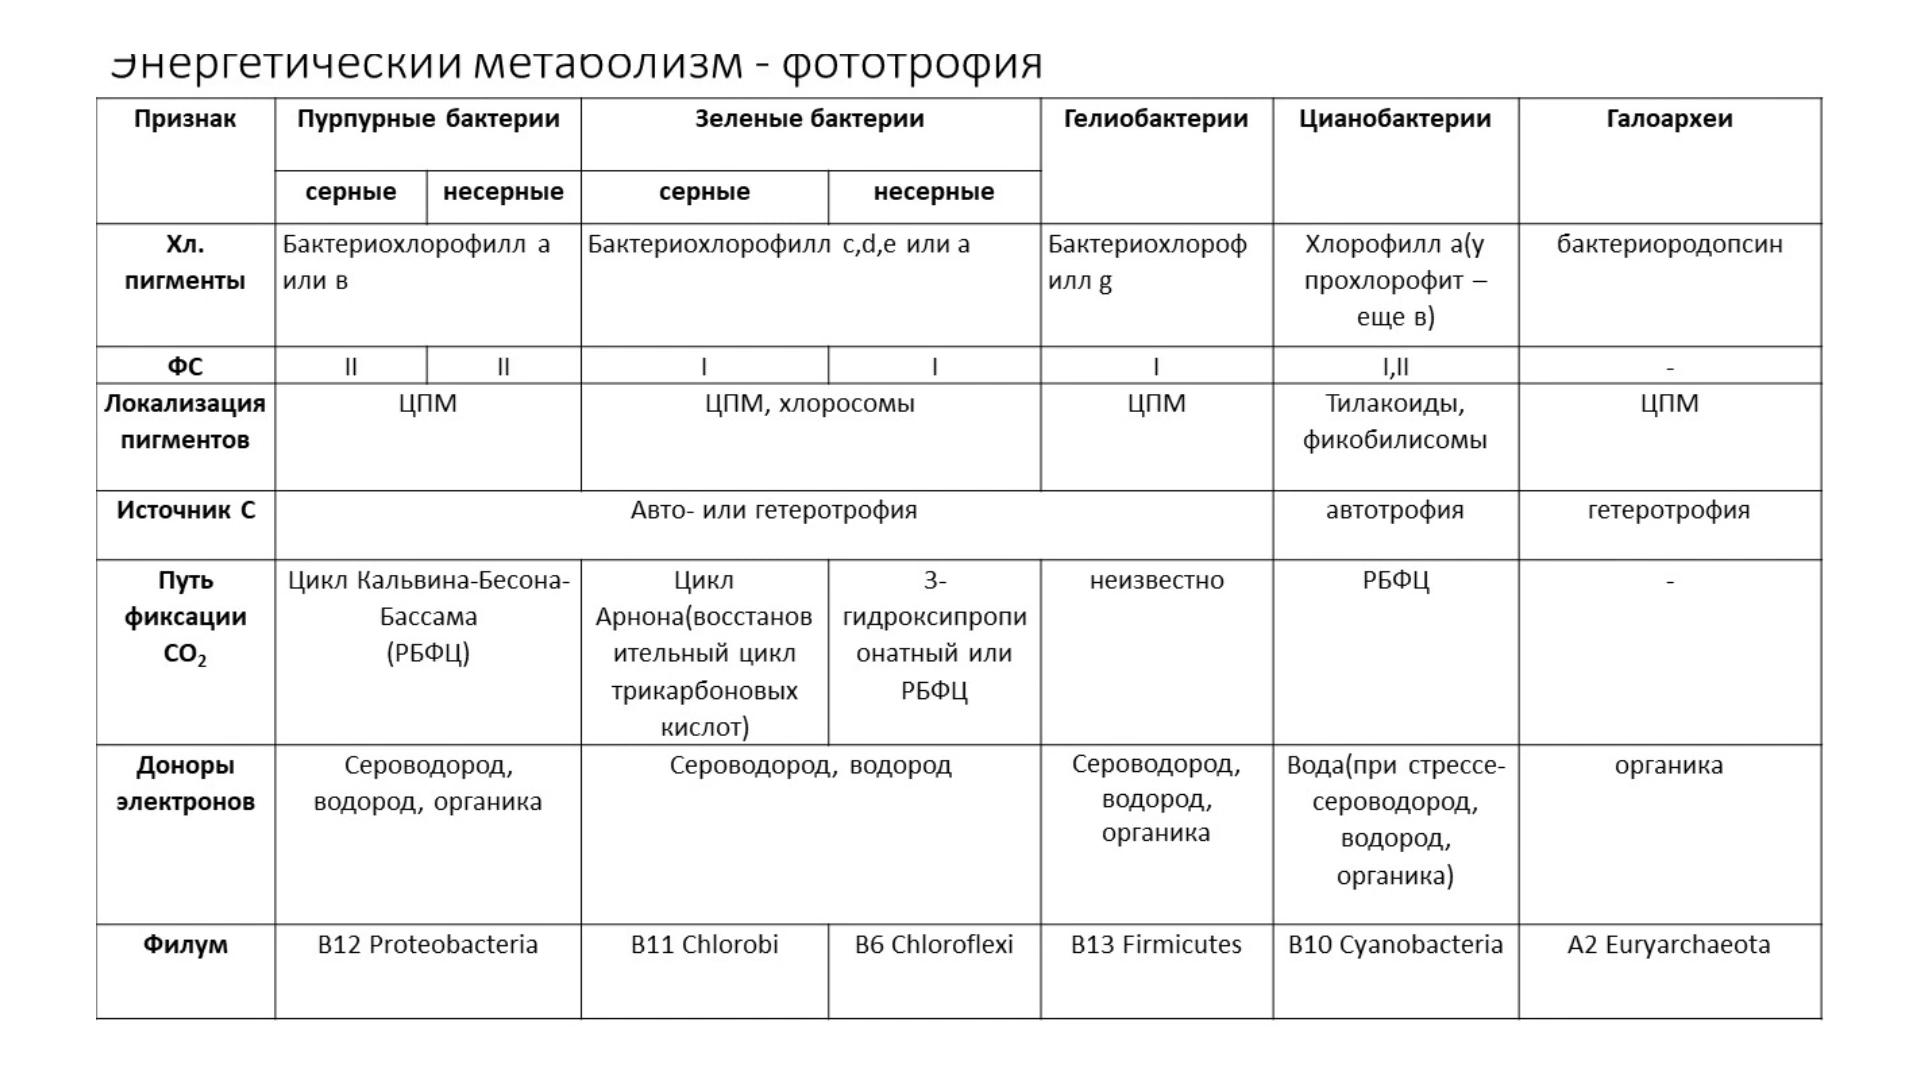 Энергетический метаболизм - фототрофия
Признак
Пурпурные бактерии
Зеленые бактерии
Гелиобактерии
Цианобактерии
Галоархеи
серные
несерные
серные
несерные
Хл.
пигменты
Бактериохлорофилл а
или в
Бактериохлорофилл c,d,e или а
Бактериохлороф
илл g
Хлорофилл а(у
прохлорофит –
еще в)
бактериородопсин
ФС
II
II
I
I
I
I,II
-
Локализация
пигментов
ЦПМ
ЦПМ, хлоросомы
ЦПМ
Тилакоиды,
фикобилисомы
ЦПМ
Источник С
Авто- или гетеротрофия
автотрофия
гетеротрофия
Путь
фиксации
CO₂
Цикл Кальвина-Бесона-
Бассама
(РБФЦ)
Цикл
Арнона(восстанов
ительный цикл
трикарбоновых
кислот)
3-
гидроксипропи
онатный или
РБФЦ
неизвестно
РБФЦ
-
Доноры
электронов
Сероводород,
водород, органика
Сероводород, водород
Сероводород,
водород,
органика
Вода(при стрессе-
сероводород,
водород,
органика)
органика
Филум
B12 Proteobacteria
B11 Chlorobi
B6 Chloroflexi
B13 Firmicutes
B10 Cyanobacteria
A2 Euryarchaeota